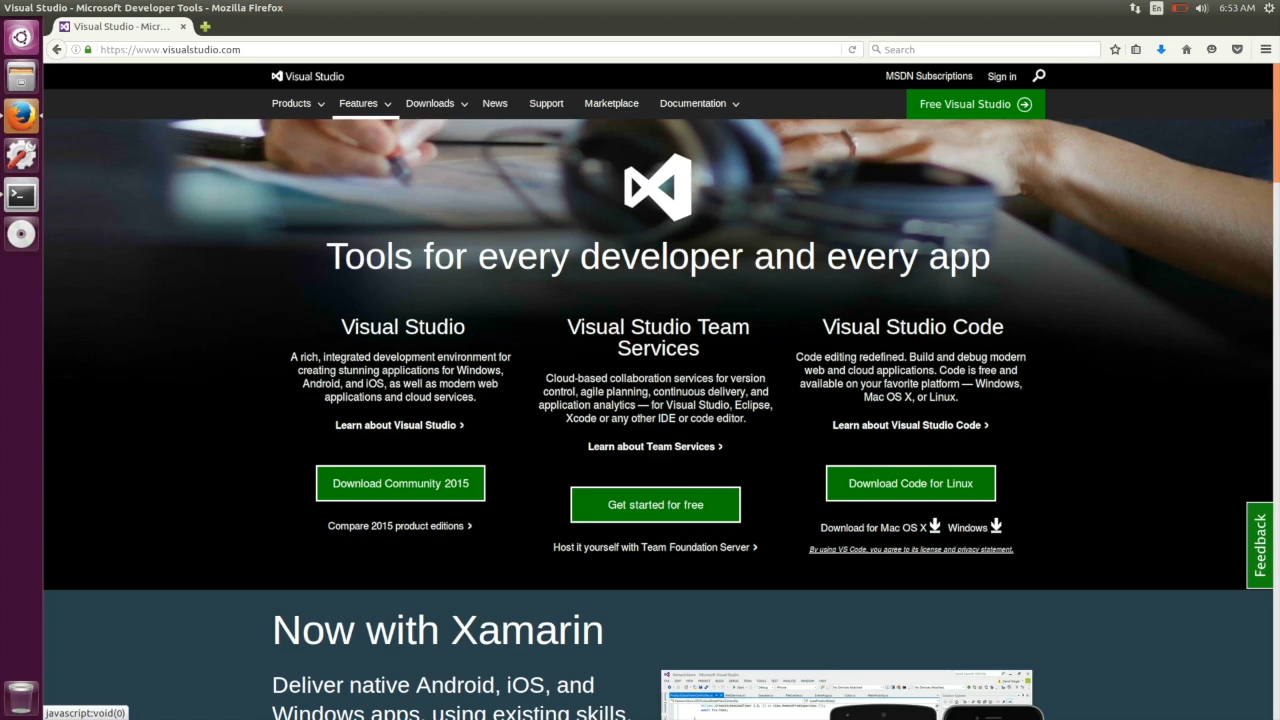 Visual Studio - Microsoft Developer Tools - Mozilla Firefox
En
6:53 AM
Visual Studio - Micr...
https://www.visualstudio.com
Search
Visual Studio
MSDN Subscriptions
Sign in
Products
Features
Downloads
News
Support
Marketplace
Documentation
Free Visual Studio
Tools for every developer and every app
Visual Studio
A rich, integrated development environment for
creating stunning applications for Windows,
Android, and iOS, as well as modern web
applications and cloud services.
Learn about Visual Studio >
Download Community 2015
Compare 2015 product editions >
Visual Studio Team
Services
Cloud-based collaboration services for version
control, agile planning, continuous delivery, and
application analytics — for Visual Studio, Eclipse,
Xcode or any other IDE or code editor.
Learn about Team Services >
Get started for free
Host it yourself with Team Foundation Server >
Visual Studio Code
Code editing redefined. Build and debug modern
web and cloud applications. Code is free and
available on your favorite platform — Windows,
Mac OS X, or Linux.
Learn about Visual Studio Code >
Download Code for Linux
Download for Mac OS X
Windows
By using VS Code, you agree to its license and privacy statement.
Feedback
Now with Xamarin
Deliver native Android, iOS, and
existing skills,